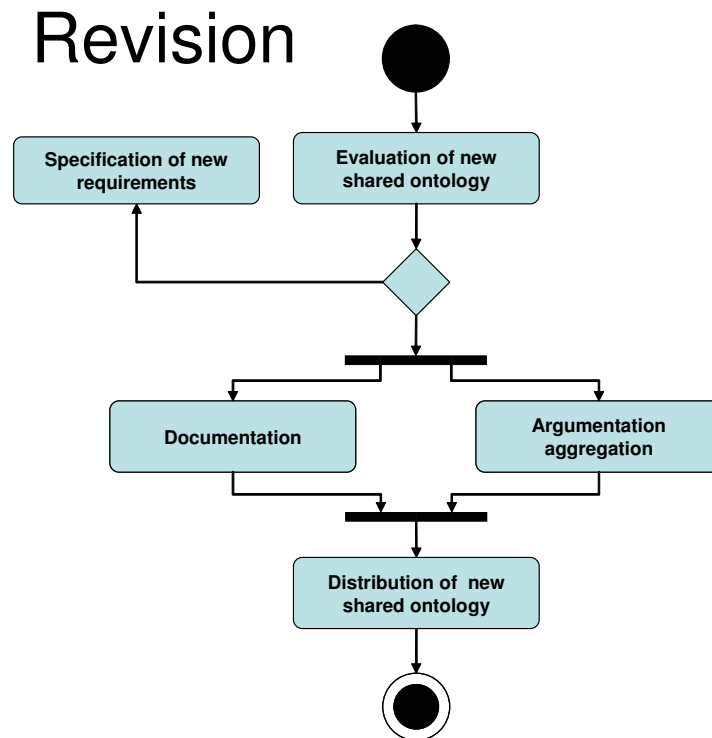 Revision
Specification of new
requirements
Evaluation of new
shared ontology
Documentation
Argumentation
aggregation
Distribution of  new
shared ontology